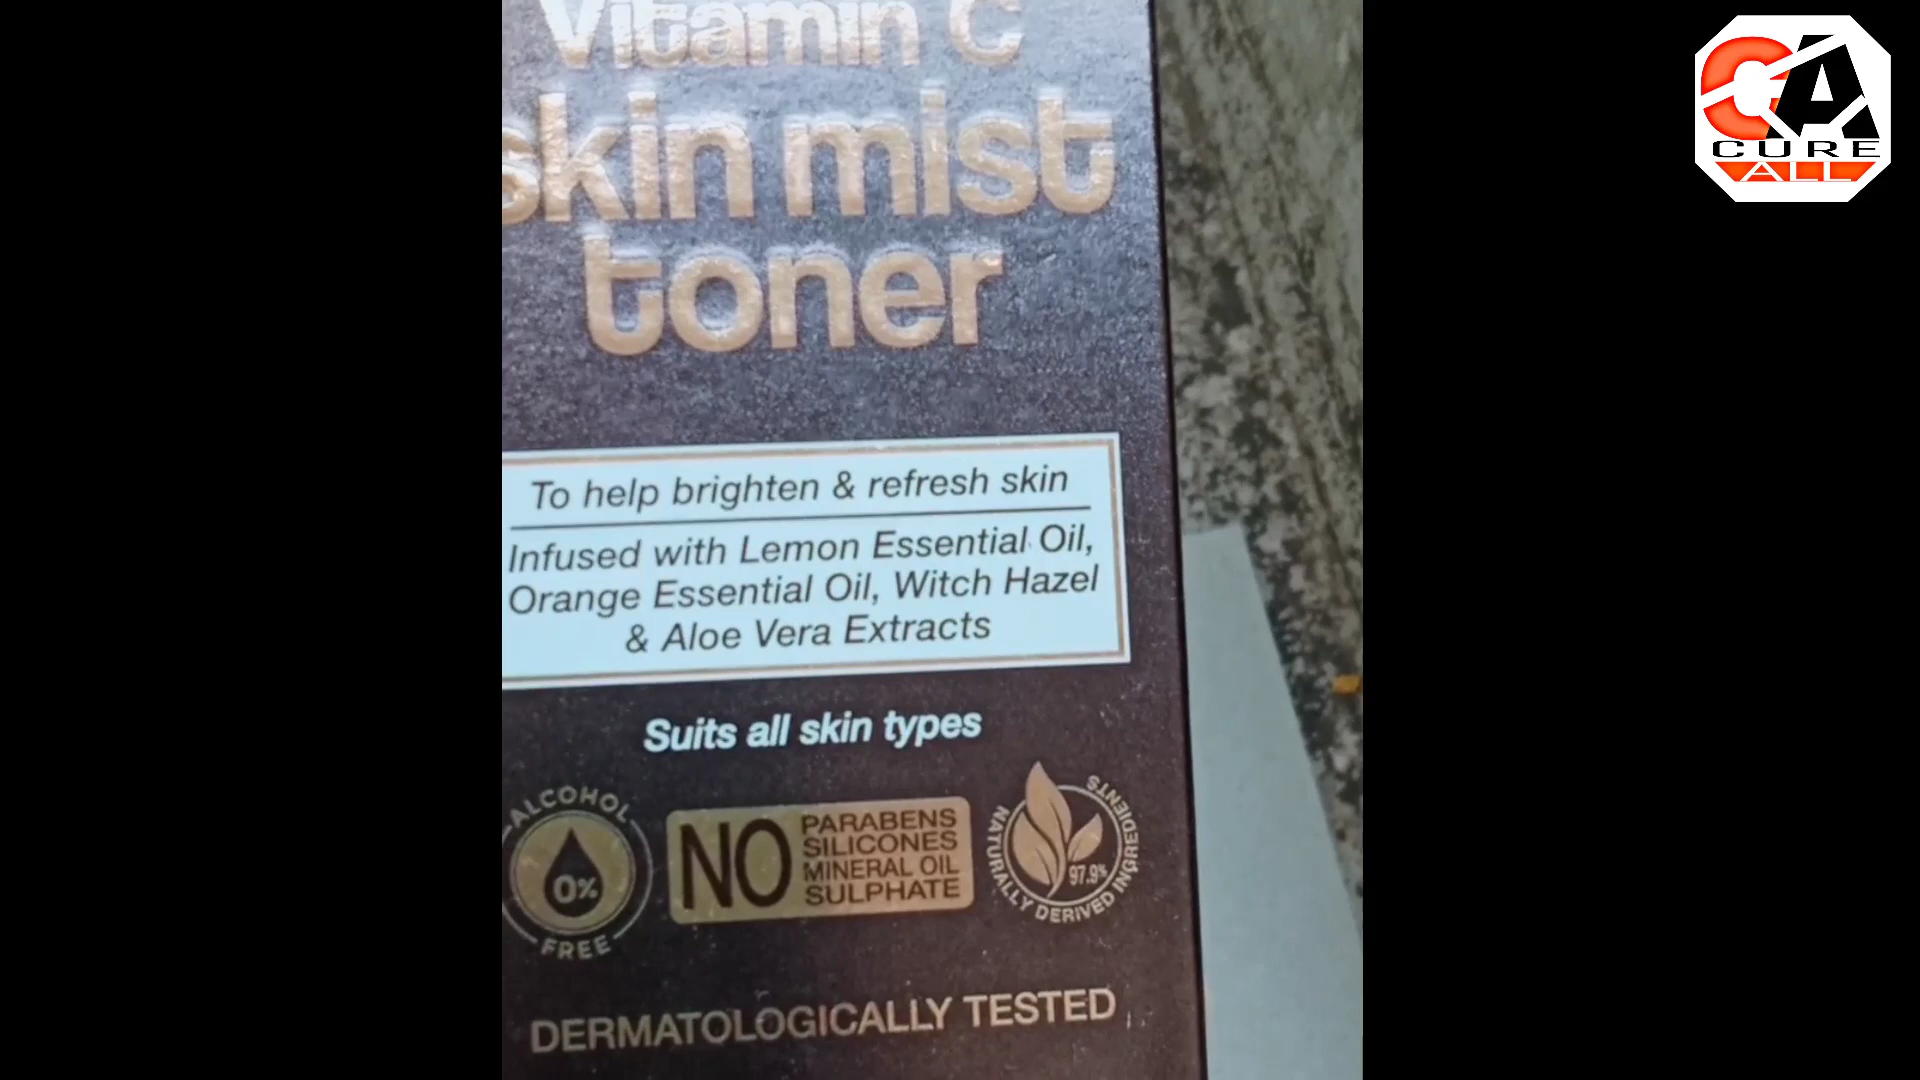 Vitamin C
skin mist
toner
To help brighten & refresh skin
Infused with Lemon Essential Oil,
Orange Essential Oil, Witch Hazel
& Aloe Vera Extracts
Suits all skin types
ALCOHOL
0%
FREE
NO
PARABENS
SILICONES
MINERAL OIL
SULPHATE
NATURALLY DERIVED INGREDIENTS
97.9%
DERMATOLOGICALLY TESTED
CA
CURE
ALL